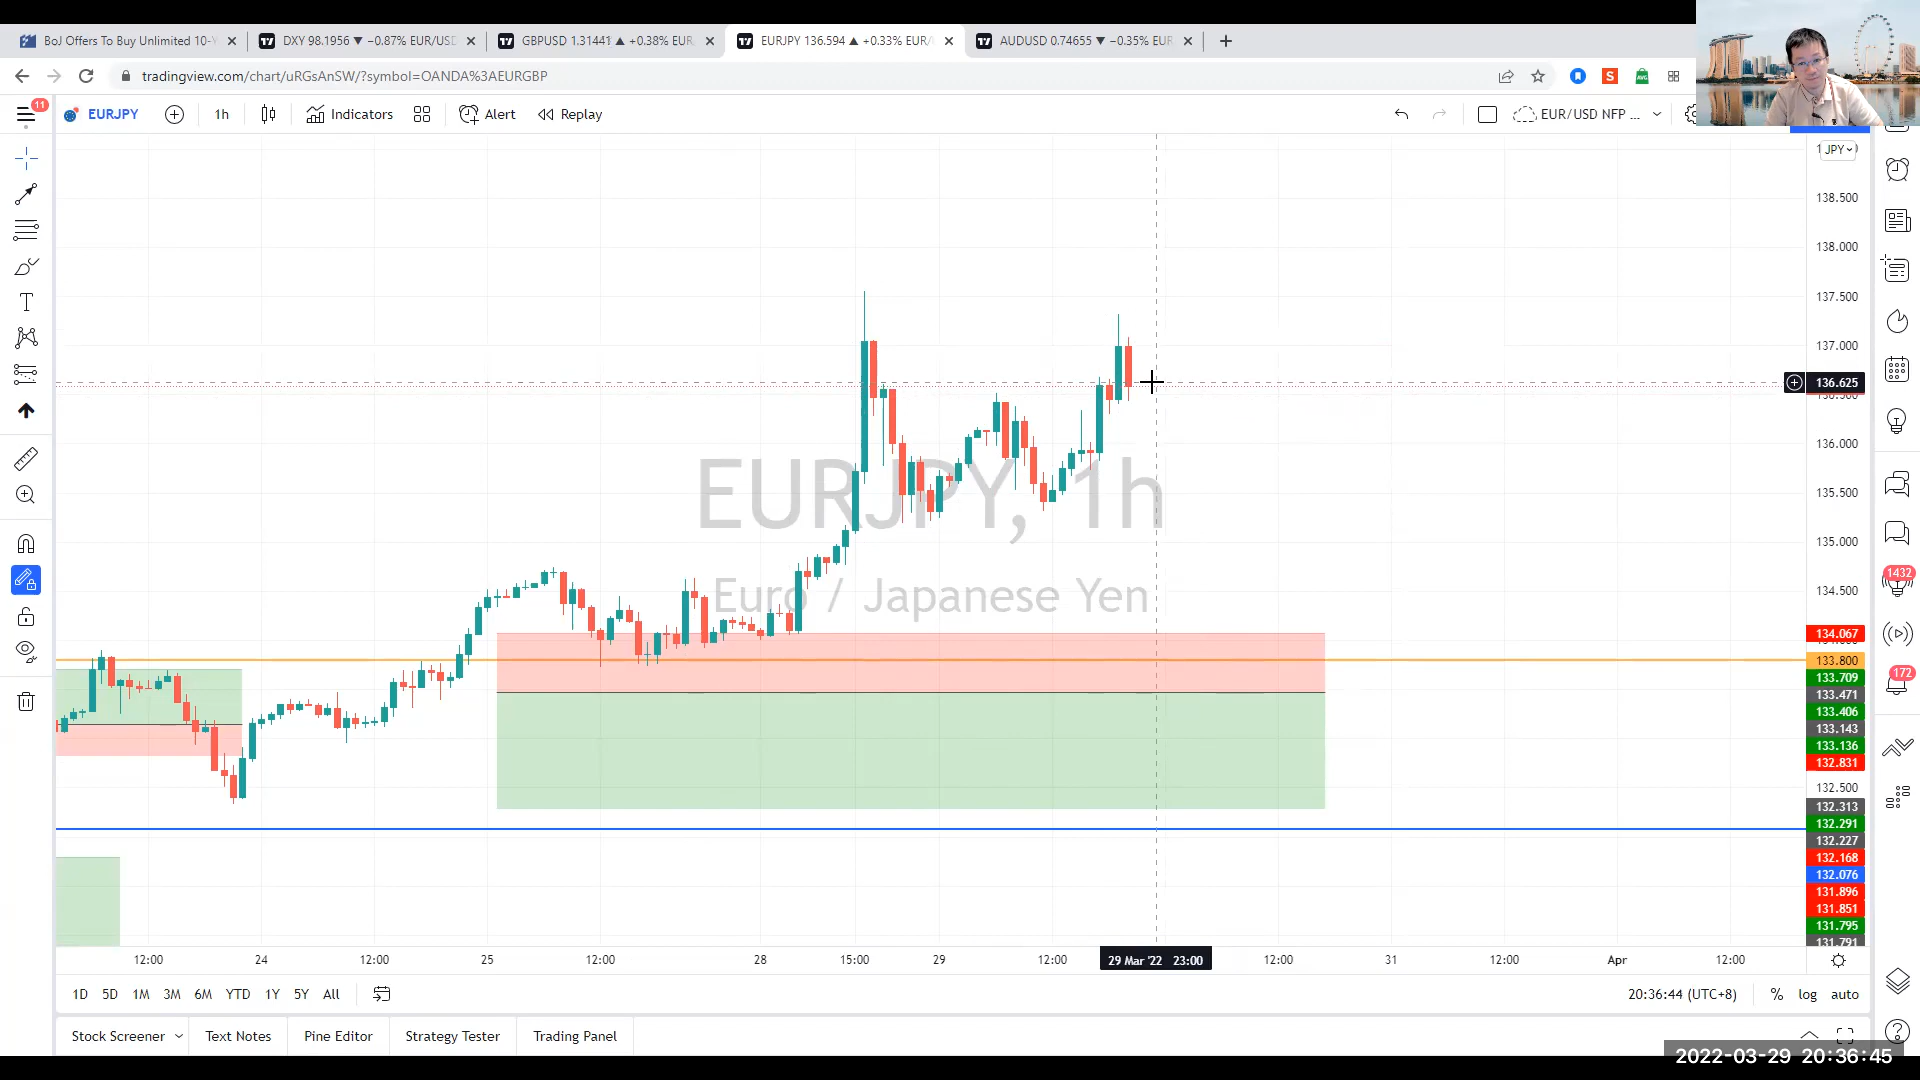 BoJ Offers To Buy Unlimited 10-Y
DXY 98.1956 ▼ −0.87% EUR/USD
GBPUSD 1.31441 ▲ +0.38% EUR
EURJPY 136.594 ▲ +0.33% EUR/
AUDUSD 0.74655 ▼ −0.35% EUR
tradingview.com/chart/uRGsAnSW/?symbol=OANDA%3AEURGBP
11
EURJPY
1h
Indicators
Alert
Replay
EUR/USD NFP ...
JPY
138.500
138.000
137.500
137.000
136.625
136.500
136.000
135.500
135.000
134.500
134.067
133.800
133.709
133.471
133.406
133.143
133.136
132.831
132.500
132.313
132.291
132.227
132.168
132.076
131.896
131.851
131.795
131.791
EURJPY, 1h
Euro / Japanese Yen
1432
172
12:00
24
12:00
25
12:00
28
15:00
29
12:00
29 Mar '22 23:00
12:00
31
12:00
Apr
12:00
1D
5D
1M
3M
6M
YTD
1Y
5Y
All
20:36:44 (UTC+8)
%
log
auto
Stock Screener
Text Notes
Pine Editor
Strategy Tester
Trading Panel
2022-03-29 20:36:45